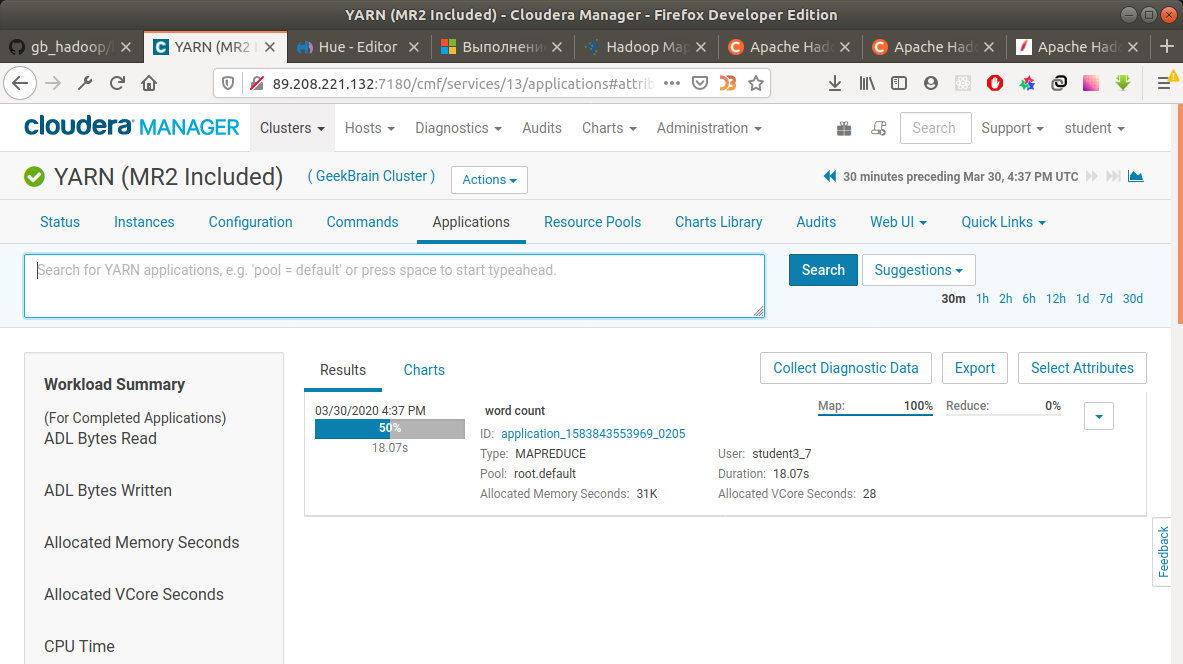 YARN (MR2 Included) - Cloudera Manager - Firefox Developer Edition
gb_hadoop/ YARN (MR2 I Hue - Editor Выполнени Hadoop Map Apache Had Apache Had Apache Had
89.208.221.132:7180/cmf/services/13/applications#attrib
cloudera MANAGER Clusters Hosts Diagnostics Audits Charts Administration Search Support student
YARN (MR2 Included) ( GeekBrain Cluster ) Actions 30 minutes preceding Mar 30, 4:37 PM UTC
Status Instances Configuration Commands Applications Resource Pools Charts Library Audits Web UI Quick Links
Search for YARN applications, e.g. 'pool = default' or press space to start typeahead. Search Suggestions
30m 1h 2h 6h 12h 1d 7d 30d
Workload Summary
(For Completed Applications)
ADL Bytes Read
ADL Bytes Written
Allocated Memory Seconds
Allocated VCore Seconds
CPU Time
Results Charts Collect Diagnostic Data Export Select Attributes
03/30/2020 4:37 PM word count Map: 100% Reduce: 0%
50%
18.07s
ID: application_1583843553969_0205
Type: MAPREDUCE User: student3_7
Pool: root.default Duration: 18.07s
Allocated Memory Seconds: 31K Allocated VCore Seconds: 28
Feedback